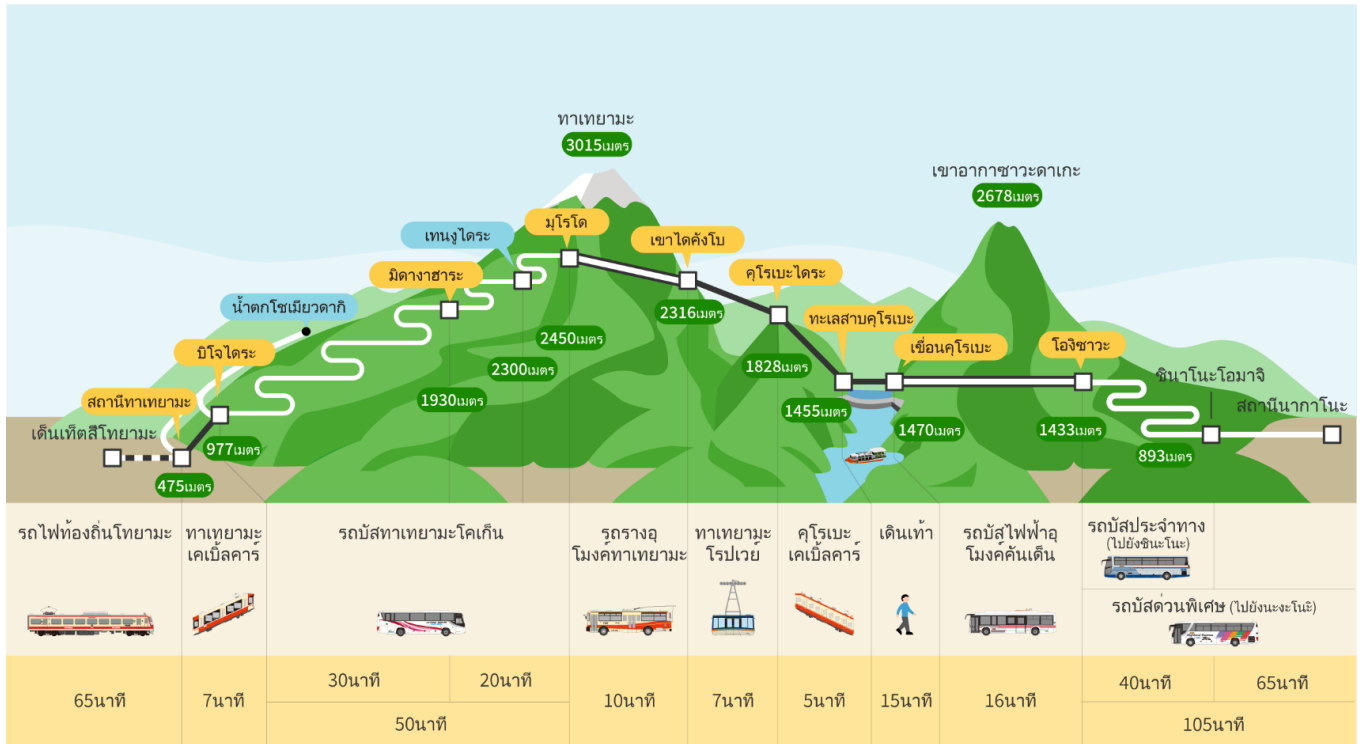 ทาเทยามะ
3015เมตร
เขาอากาซาวะดาเกะ
2678เมตร
มุโรโด
เทนงูไดระ
เขาไดคังโบ
มิดางาฮาระ
คุโรเบะไดระ
น้ำตกโชเมียวดากิ
2316เมตร
ทะเลสาบคุโรเบะ
2450เมตร
เขื่อนคุโรเบะ
โองิซาวะ
บิโจไดระ
2300เมตร
1828เมตร
ชินาโนะโอมาจิ
สถานีทาเทยามะ
1930เมตร
1455เมตร
สถานีนากาโนะ
เด็นเท็ตสึโทยามะ
977เมตร
1470เมตร
1433เมตร
893เมตร
475เมตร
รถไฟท้องถิ่นโทยามะ
ทาเทยามะ
เคเบิ้ลคาร์
รถบัสทาเทยามะโคเก็น
รถรางอุ
โมงค์ทาเทยามะ
ทาเทยามะ
โรปเวย์
คุโรเบะ
เคเบิ้ลคาร์
เดินเท้า
รถบัสไฟฟ้าอุ
โมงค์คันเด็น
รถบัสประจำทาง
(ไปยังชินะโนะ)
รถบัสด่วนพิเศษ (ไปยังนะงะโนะ)
65นาที
7นาที
30นาที
20นาที
50นาที
10นาที
7นาที
5นาที
15นาที
16นาที
40นาที
65นาที
105นาที